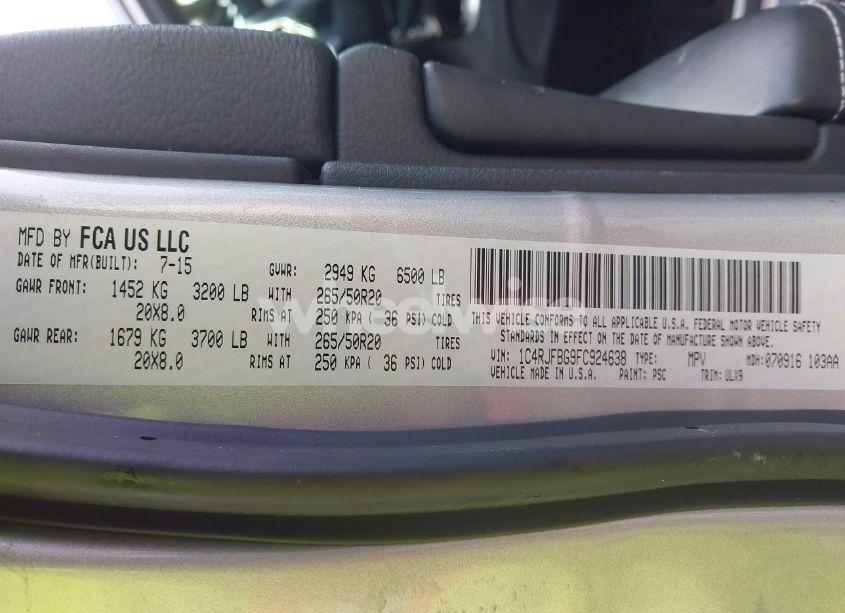 MFD BY FCA US LLC
DATE OF MFR(BUILT): 7-15 GVWR: 2949 KG 6500 LB
GAWR FRONT: 1452 KG 3200 LB WITH 265/50R20 TIRES
20X8.0 RIMS AT 250 KPA ( 36 PSI) COLD
GAWR REAR: 1679 KG 3700 LB WITH 265/50R20 TIRES
20X8.0 RIMS AT 250 KPA ( 36 PSI) COLD
THIS VEHICLE CONFORMS TO ALL APPLICABLE U.S.A. FEDERAL MOTOR VEHICLE SAFETY
STANDARDS IN EFFECT ON THE DATE OF MANUFACTURE SHOWN ABOVE.
VIN: 1C4RJFBG9FC924638 TYPE: MPV MDH:070916 103AA
VEHICLE MADE IN U.S.A. PAINT: PSC TRIM: ULX9